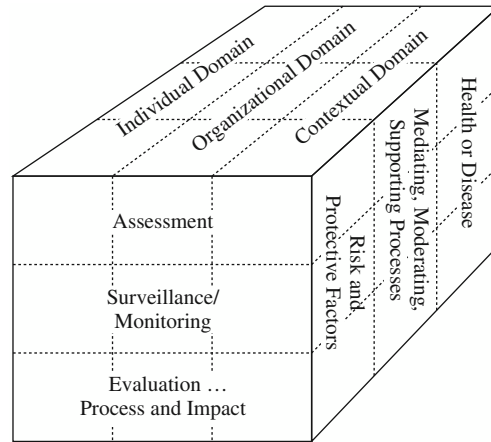 Individual Domain
Organizational Domain
Contextual Domain
Assessment
Surveillance/
Monitoring
Evaluation …
Process and Impact
Risk and
Protective Factors
Mediating, Moderating,
Supporting Processes
Health or Disease